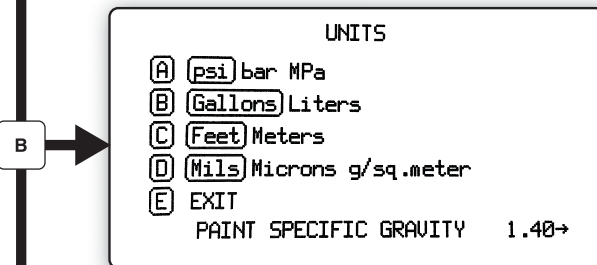 UNITS
A psi bar MPa
B Gallons Liters
C Feet Meters
B
D Mils Microns g/sq.meter
E EXIT
PAINT SPECIFIC GRAVITY 1.40→